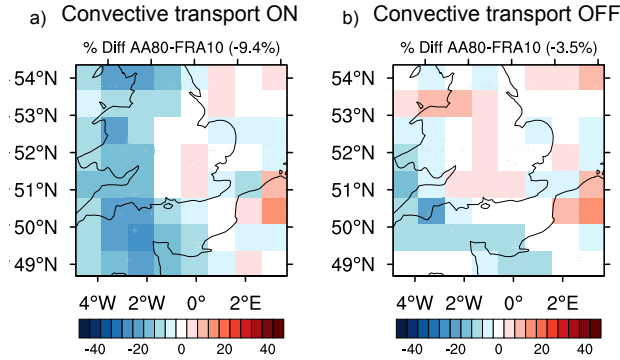 a) Convective transport ON
b) Convective transport OFF
% Diff AA80-FRA10 (-9.4%)
% Diff AA80-FRA10 (-3.5%)
54°N
53°N
52°N
51°N
50°N
49°N
4°W 2°W 0° 2°E
-40 -20 0 20 40
54°N
53°N
52°N
51°N
50°N
49°N
4°W 2°W 0° 2°E
-40 -20 0 20 40